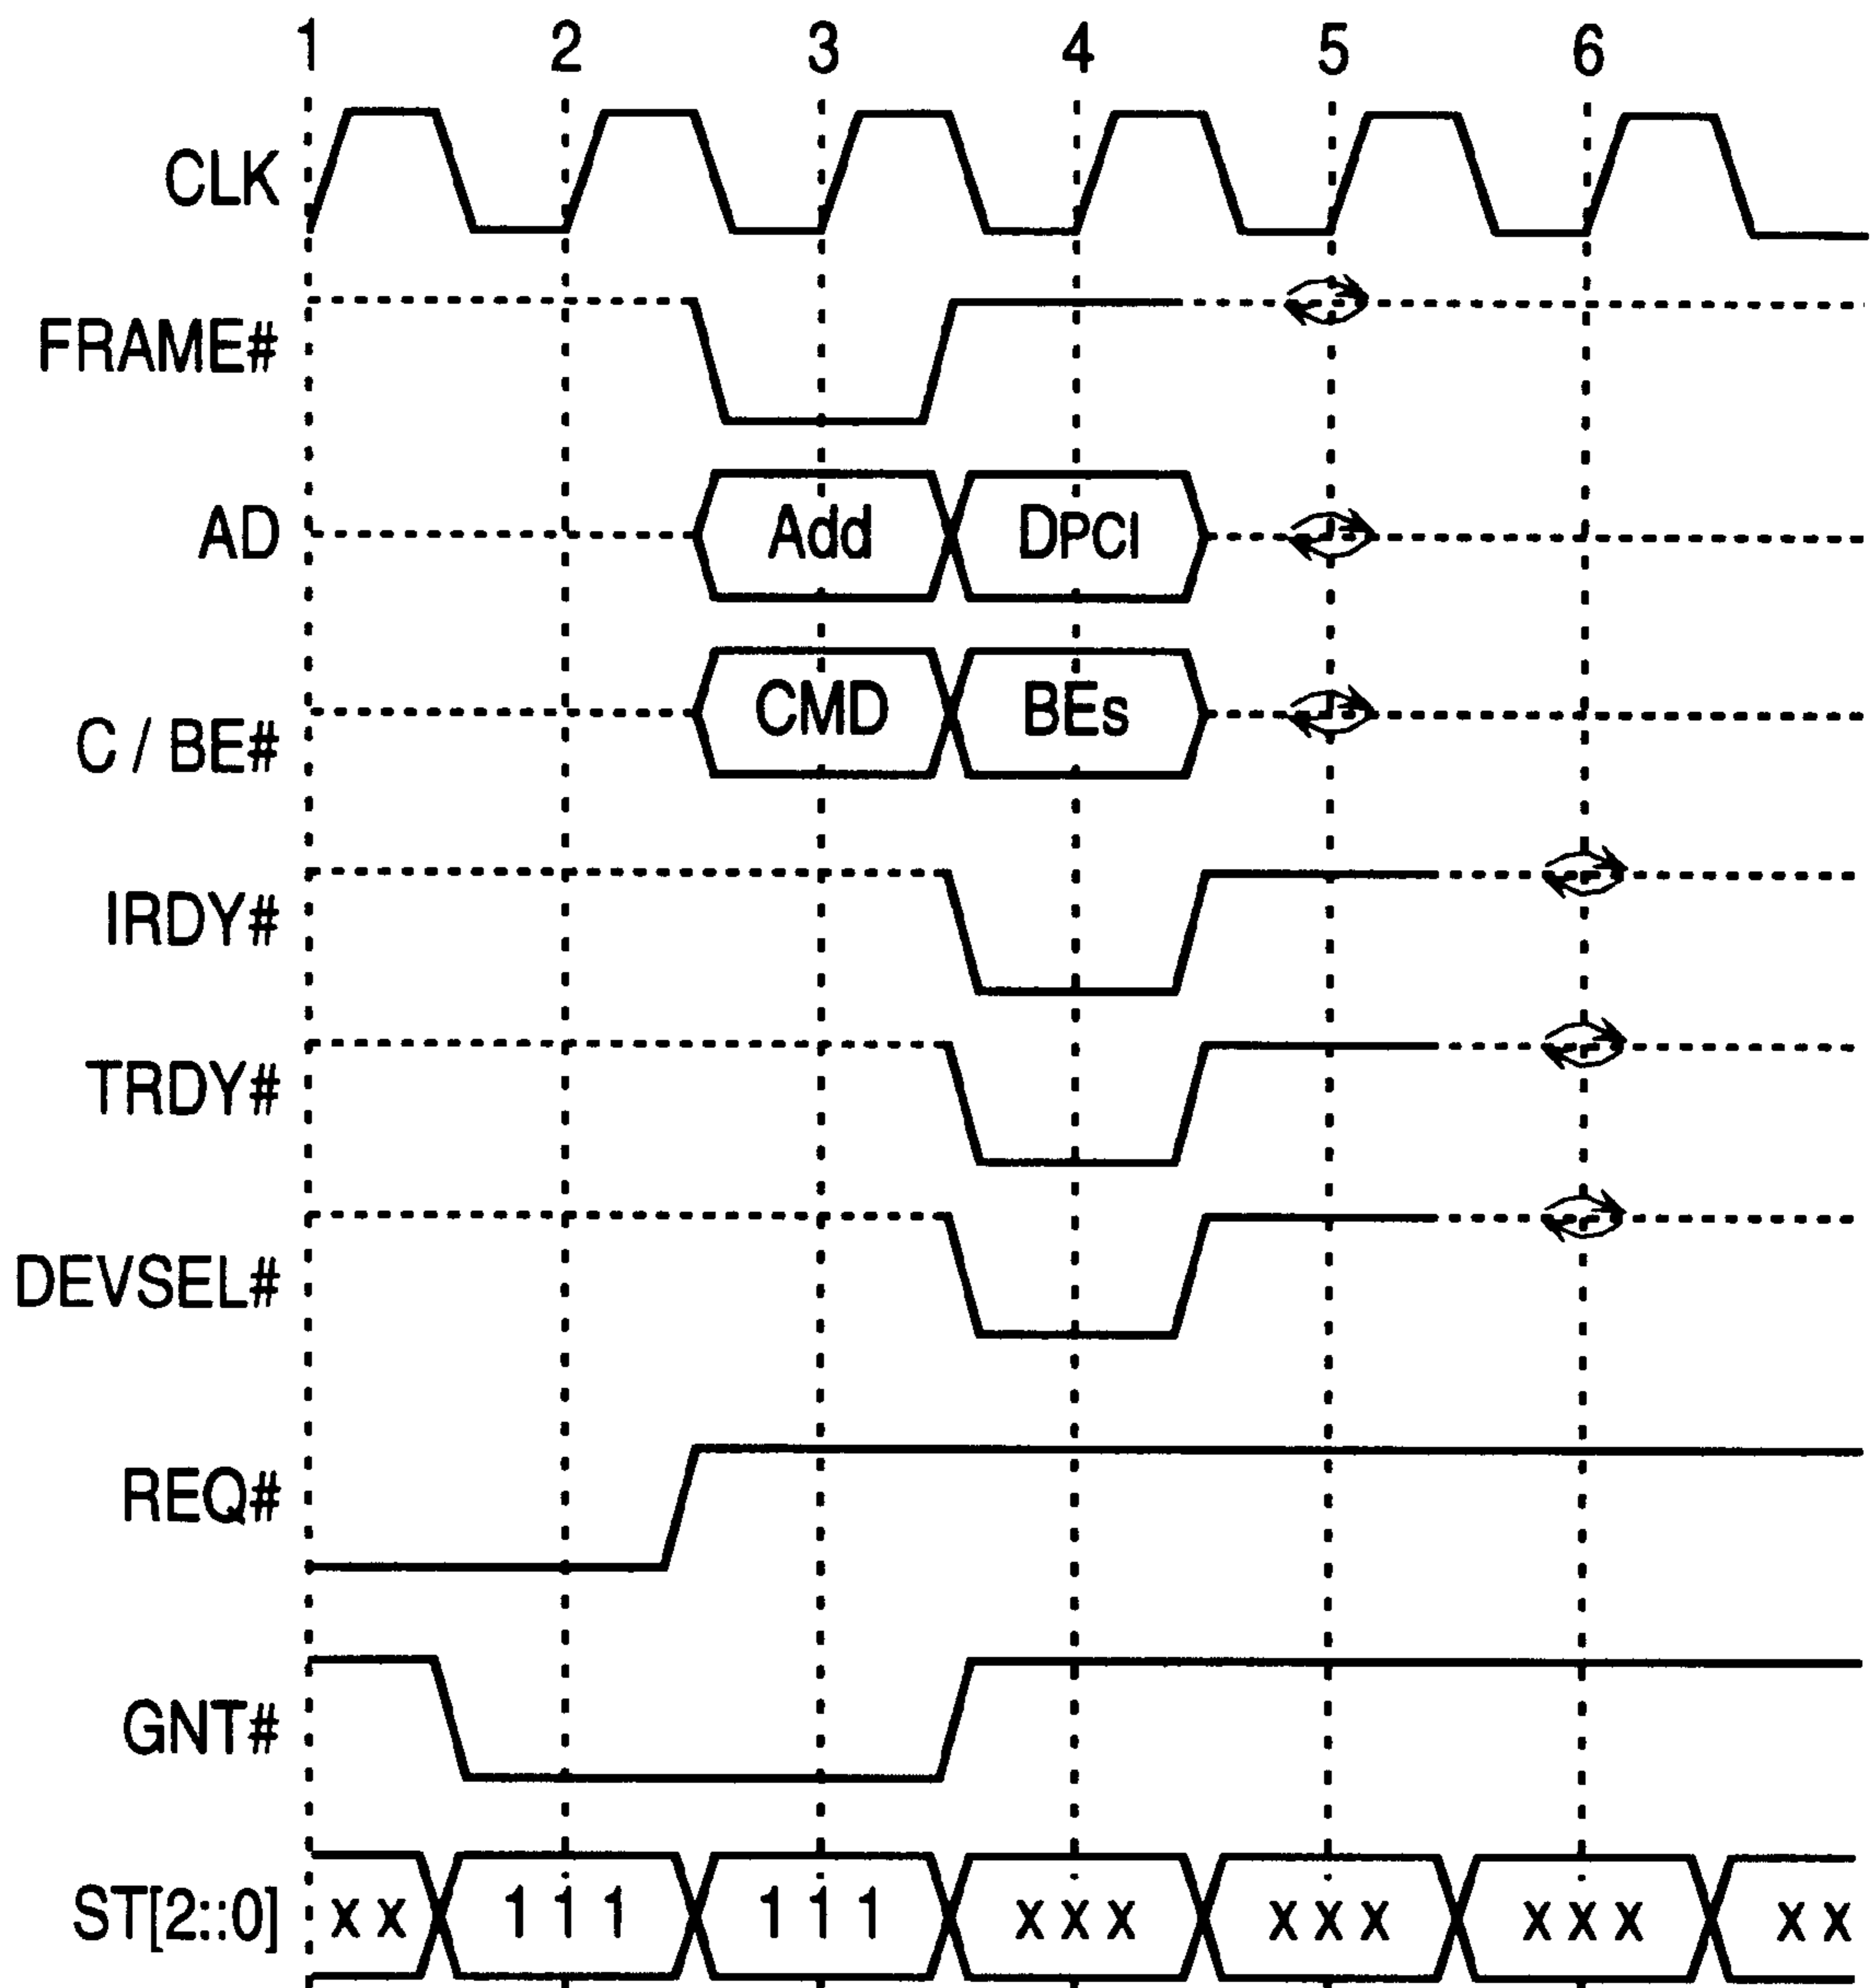 1 2 3 4 5 6
CLK
FRAME#
AD Add DPCI
C / BE# CMD BEs
IRDY#
TRDY#
DEVSEL#
REQ#
GNT#
ST[2::0] x x 1 1 1 1 1 1 x x x x x x x x x x x